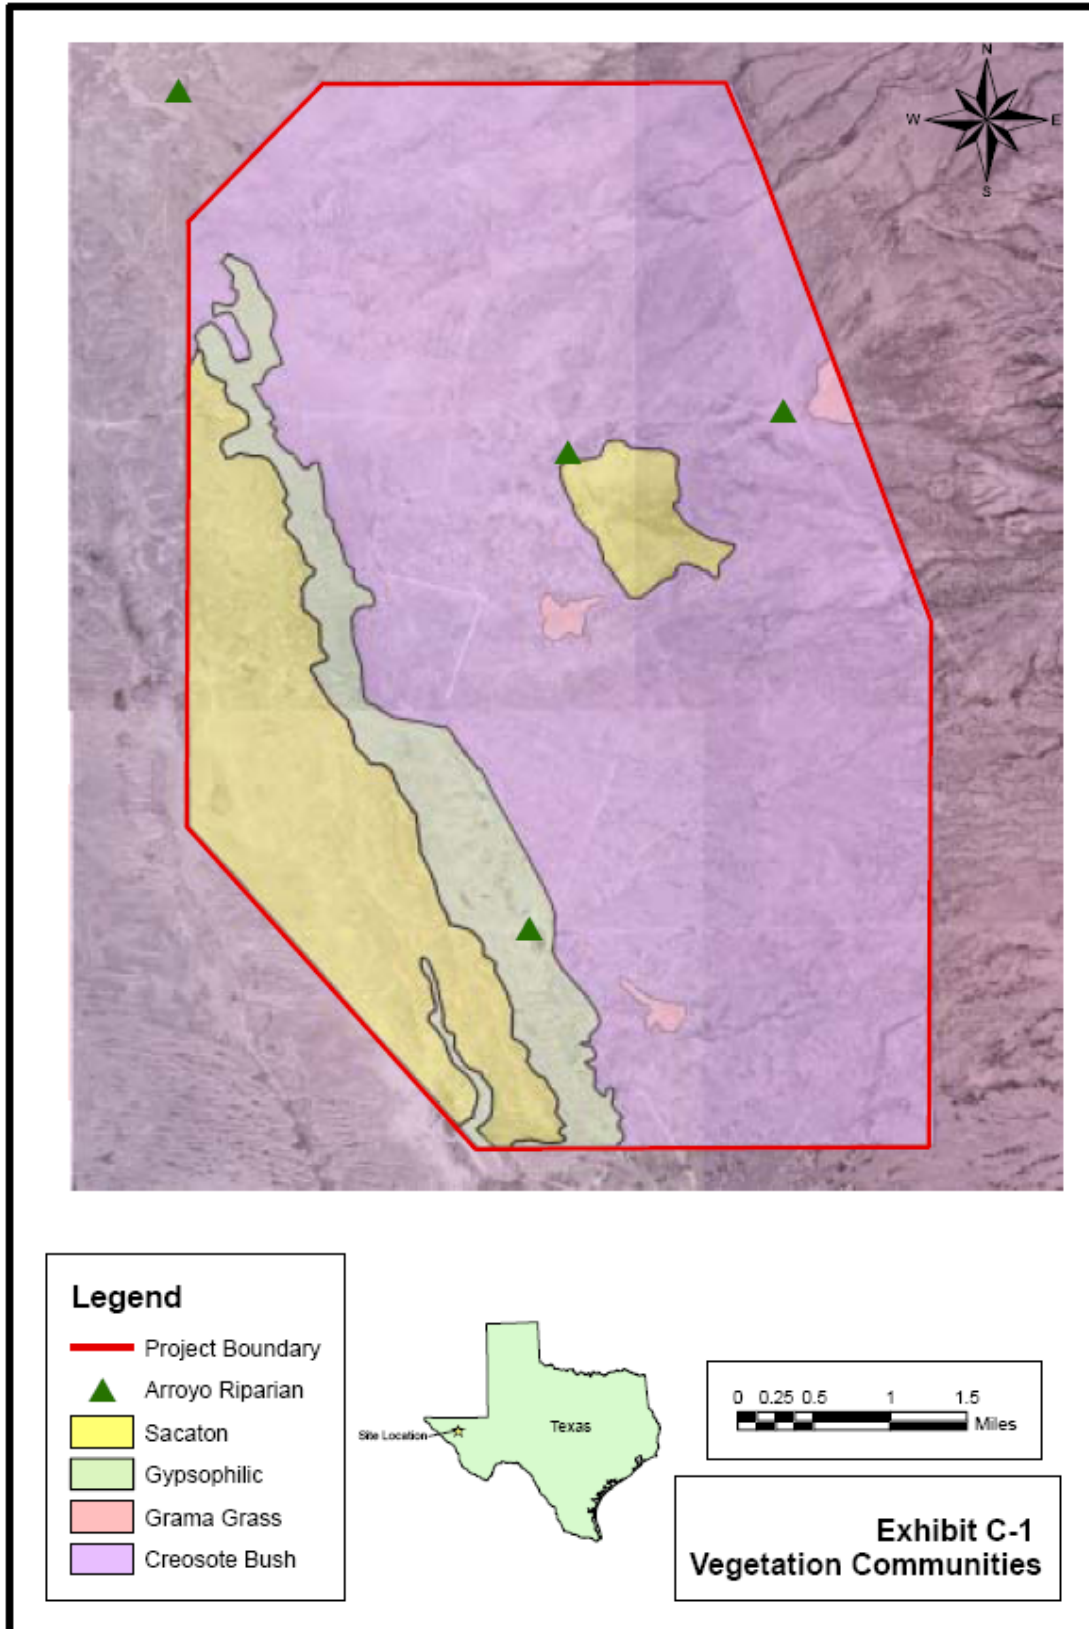 N
W E
S
Legend
Project Boundary
Arroyo Riparian
Sacaton
Gypsophilic
Grama Grass
Creosote Bush
Site Location
Texas
0 0.25 0.5 1 1.5
Miles
Exhibit C-1
Vegetation Communities